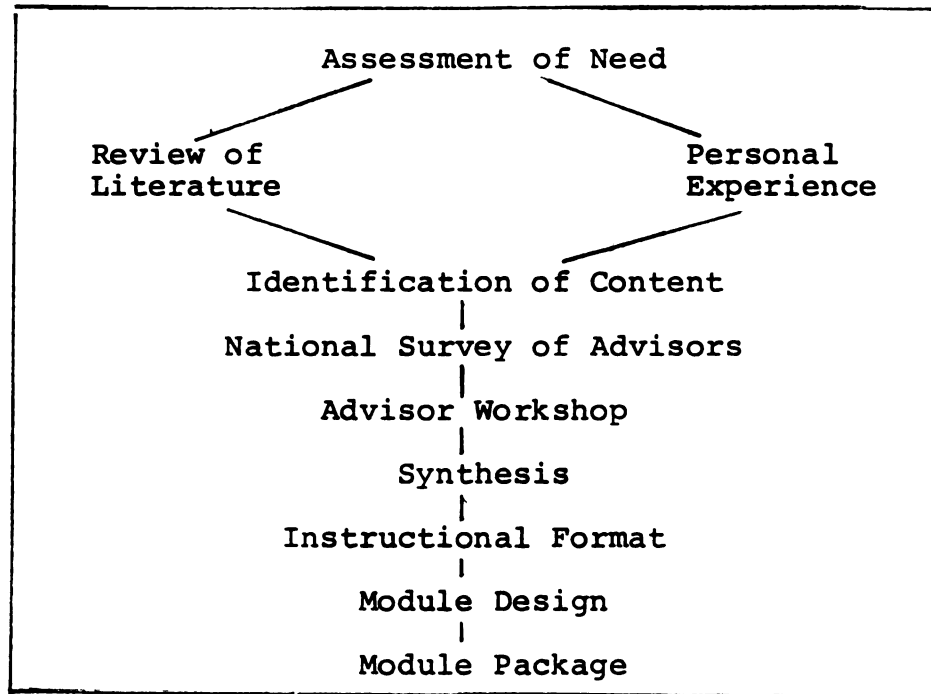 Assessment of Need
Review of
Literature
Personal
Experience
Identification of Content
National Survey of Advisors
Advisor Workshop
Synthesis
Instructional Format
Module Design
Module Package